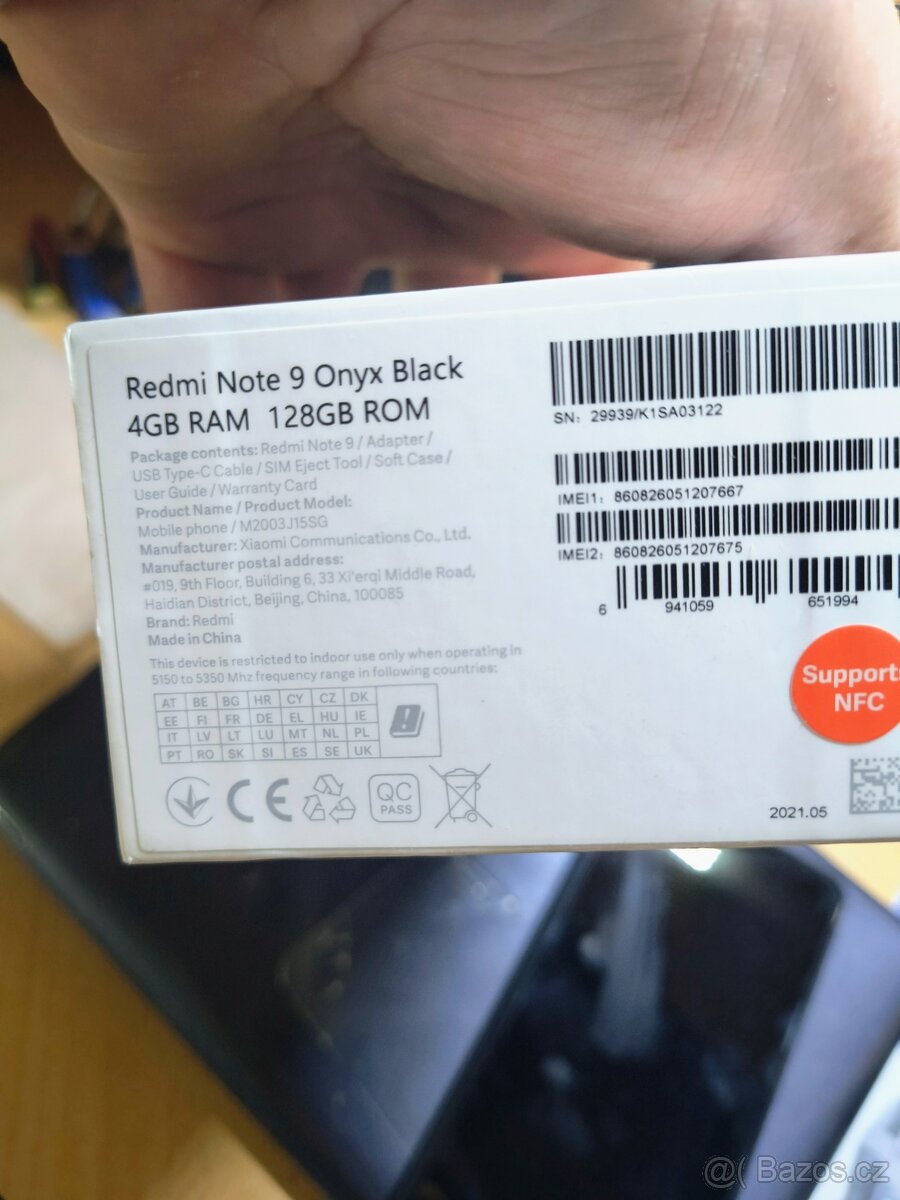 Redmi Note 9 Onyx Black
4GB RAM 128GB ROM
Package contents: Redmi Note 9 / Adapter /
USB Type-C Cable / SIM Eject Tool / Soft Case /
User Guide / Warranty Card
Product Name / Product Model:
Mobile phone / M2003J15SG
Manufacturer: Xiaomi Communications Co., Ltd.
Manufacturer postal address:
#019, 9th Floor, Building 6, 33 Xi'erqi Middle Road,
Haidian District, Beijing, China, 100085
Brand: Redmi
Made in China
This device is restricted to indoor use only when operating in
5150 to 5350 Mhz frequency range in following countries:
AT BE BG HR CY CZ DK
EE FI FR DE EL HU IE
IT LV LT LU MT NL PL
PT RO SK SI ES SE UK
CE
QC
PASS
SN: 29939/K1SA03122
IMEI1: 860826051207667
IMEI2: 860826051207675
6 941059 651994
Supports
NFC
2021.05
@( Bazos.cz